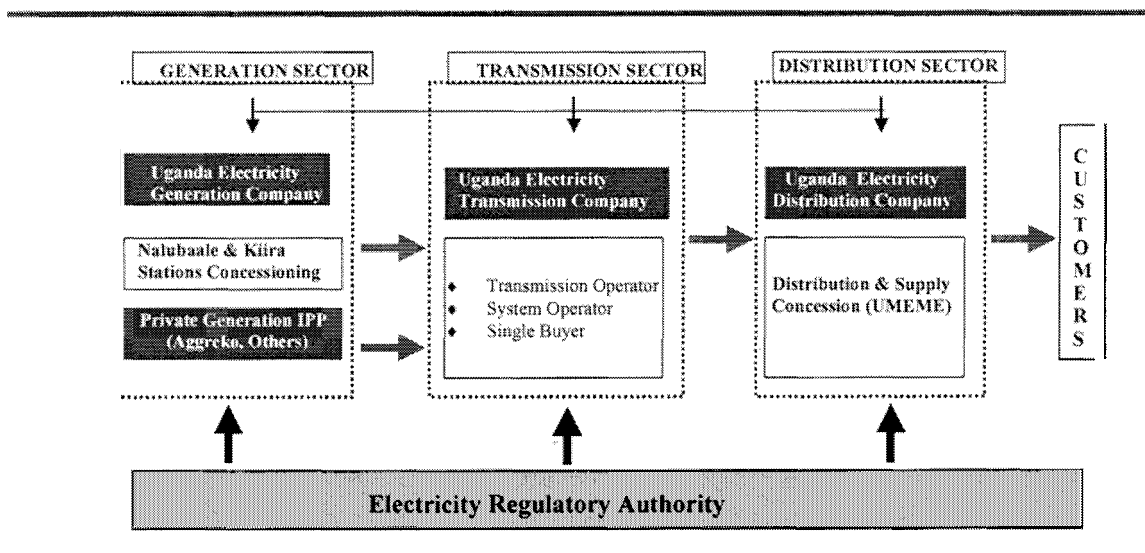 GENERATION SECTOR
TRANSMISSION SECTOR
DISTRIBUTION SECTOR
Uganda Electricity
Generation Company
Nalubaale & Kiira
Stations Concessioning
Private Generation IPP
(Aggreko, Others)
Uganda Electricity
Transmission Company
♦ Transmission Operator
♦ System Operator
♦ Single Buyer
Uganda Electricity
Distribution Company
Distribution & Supply
Concession (UMEME)
CUSTOMERS
Electricity Regulatory Authority